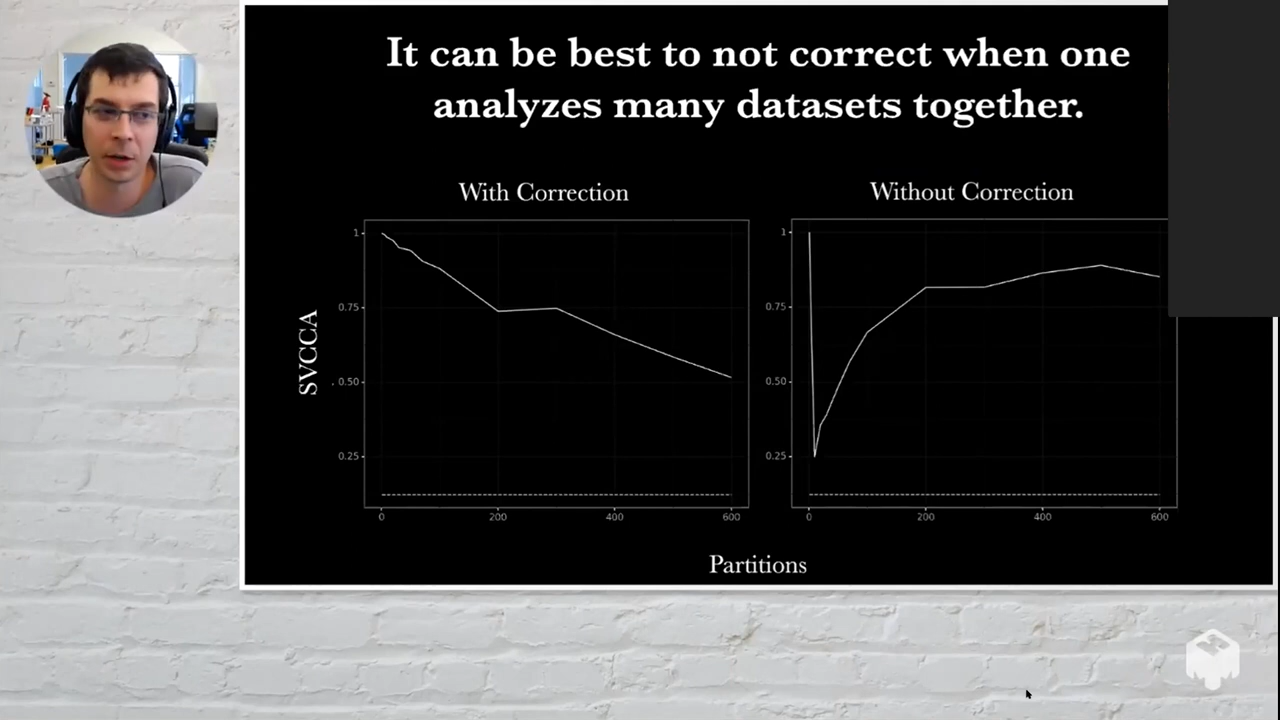 It can be best to not correct when one
analyzes many datasets together.
With Correction
Without Correction
SVCCA
1
0.75
0.50
0.25
0
200
400
600
1
0.75
0.50
0.25
0
200
400
600
Partitions